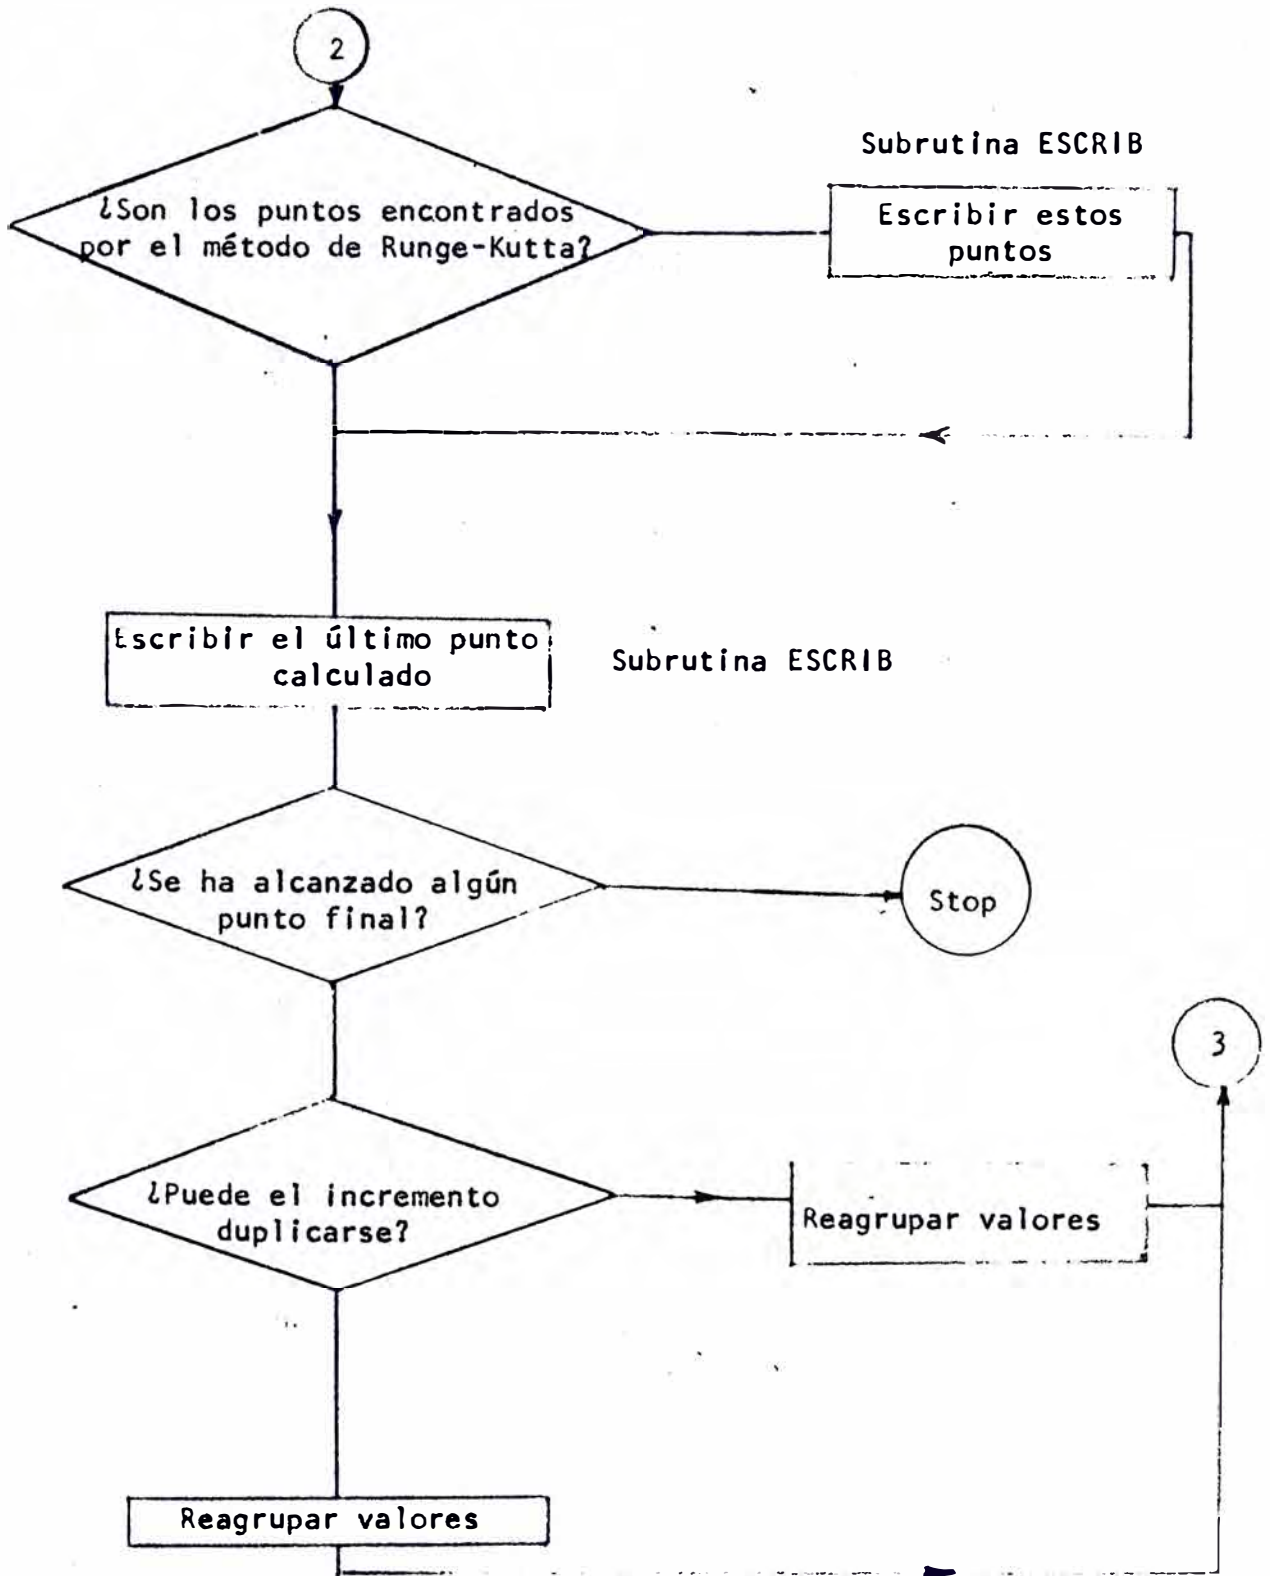 2
Subrutina ESCRIB
¿Son los puntos encontrados
por el método de Runge-Kutta?
Escribir estos
puntos
Escribir el último punto
calculado
Subrutina ESCRIB
¿Se ha alcanzado algún
punto final?
Stop
3
¿Puede el incremento
duplicarse?
Reagrupar valores
Reagrupar valores